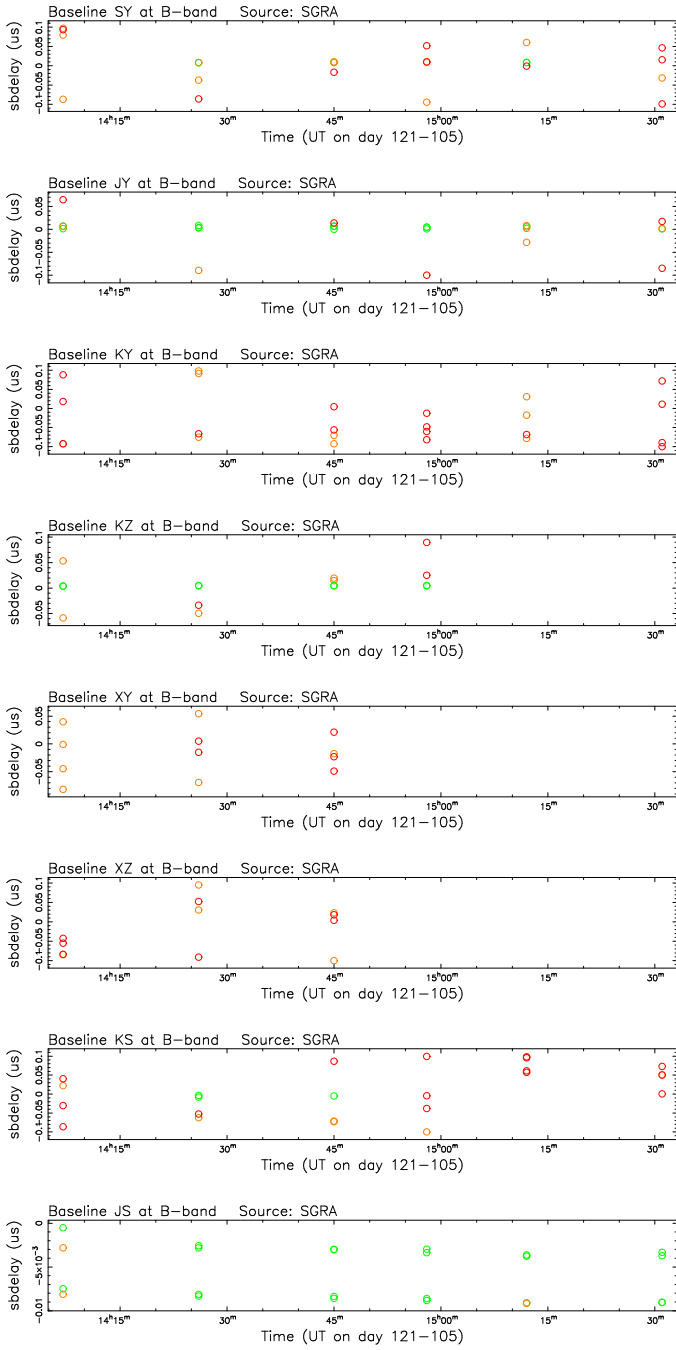 Baseline SY at B−band Source: SGRA
sbdelay (us)
−0.1 −0.05 0 0.05 0.1
14ʰ15ᵐ 30ᵐ 45ᵐ 15ʰ00ᵐ 15ᵐ 30ᵐ
Time (UT on day 121−105)
Baseline JY at B−band Source: SGRA
sbdelay (us)
−0.1 −0.05 0 0.05
14ʰ15ᵐ 30ᵐ 45ᵐ 15ʰ00ᵐ 15ᵐ 30ᵐ
Time (UT on day 121−105)
Baseline KY at B−band Source: SGRA
sbdelay (us)
−0.1 −0.05 0 0.05 0.1
14ʰ15ᵐ 30ᵐ 45ᵐ 15ʰ00ᵐ 15ᵐ 30ᵐ
Time (UT on day 121−105)
Baseline KZ at B−band Source: SGRA
sbdelay (us)
−0.05 0 0.05 0.1
14ʰ15ᵐ 30ᵐ 45ᵐ 15ʰ00ᵐ 15ᵐ 30ᵐ
Time (UT on day 121−105)
Baseline XY at B−band Source: SGRA
sbdelay (us)
−0.05 0 0.05
14ʰ15ᵐ 30ᵐ 45ᵐ 15ʰ00ᵐ 15ᵐ 30ᵐ
Time (UT on day 121−105)
Baseline XZ at B−band Source: SGRA
sbdelay (us)
−0.1 −0.05 0 0.05 0.1
14ʰ15ᵐ 30ᵐ 45ᵐ 15ʰ00ᵐ 15ᵐ 30ᵐ
Time (UT on day 121−105)
Baseline KS at B−band Source: SGRA
sbdelay (us)
−0.1 −0.05 0 0.05 0.1
14ʰ15ᵐ 30ᵐ 45ᵐ 15ʰ00ᵐ 15ᵐ 30ᵐ
Time (UT on day 121−105)
Baseline JS at B−band Source: SGRA
sbdelay (us)
−0.01 −5×10⁻³ 0
14ʰ15ᵐ 30ᵐ 45ᵐ 15ʰ00ᵐ 15ᵐ 30ᵐ
Time (UT on day 121−105)